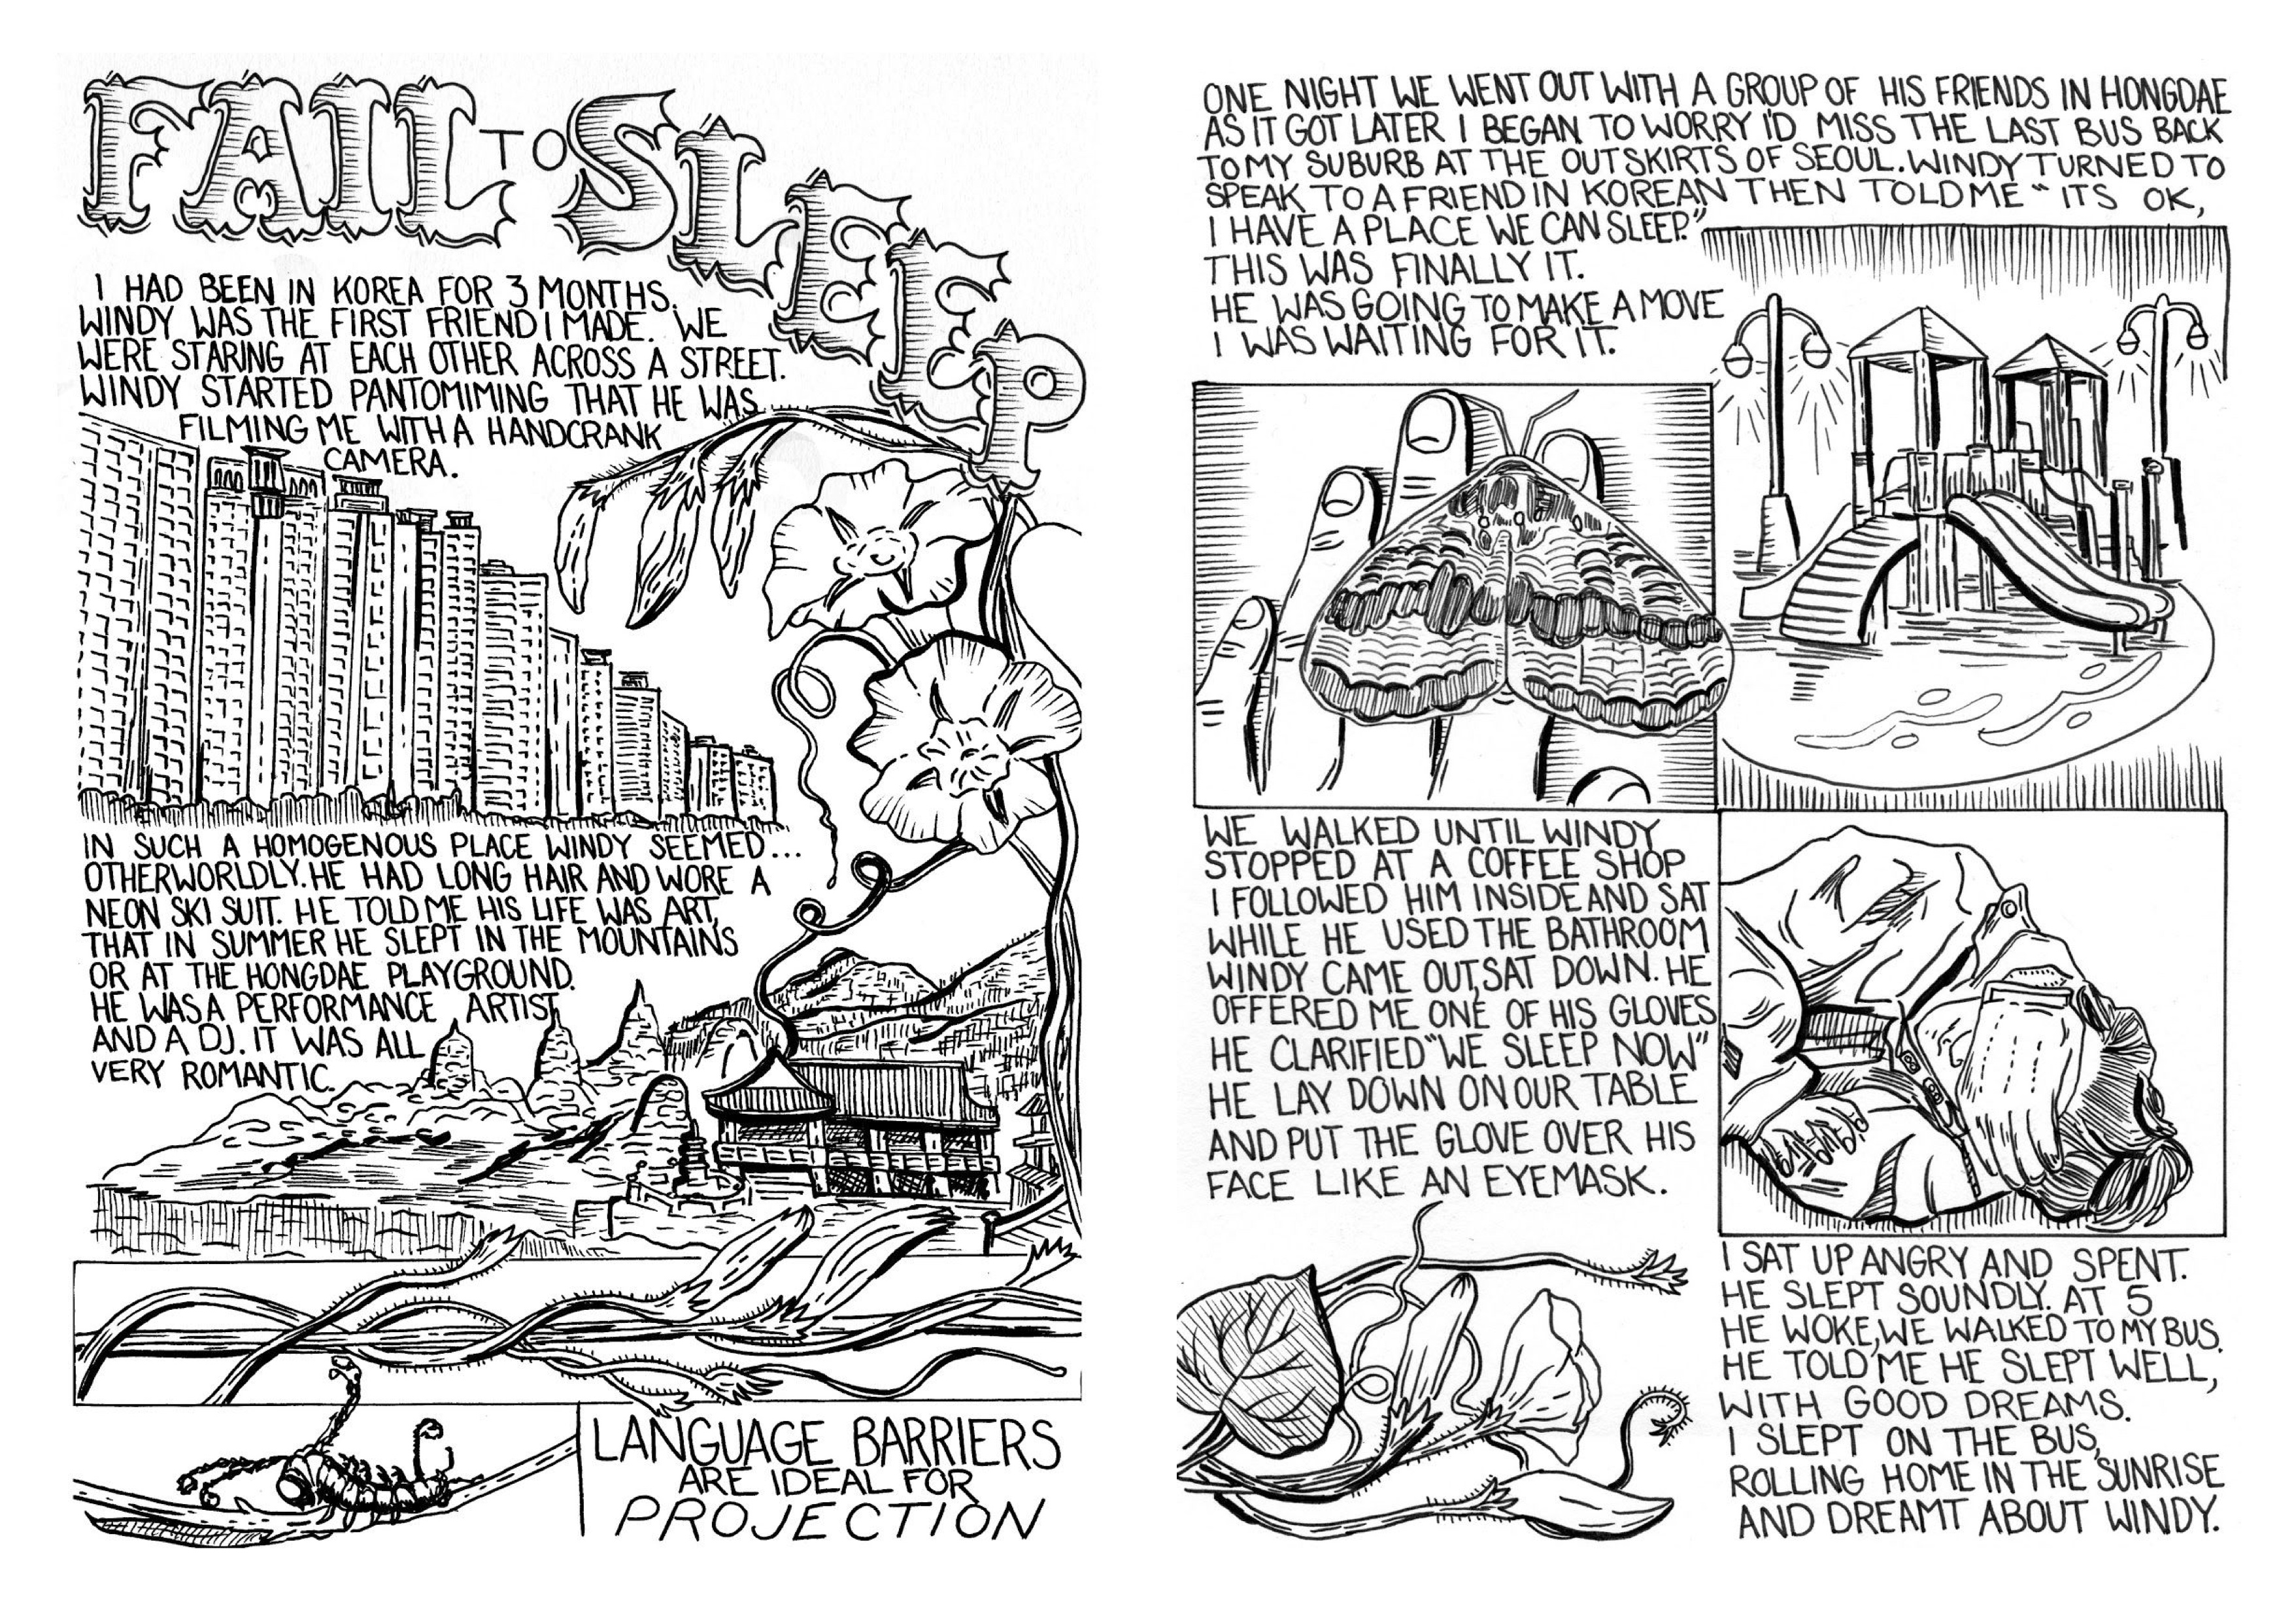 FAIL TO SLEEP
I HAD BEEN IN KOREA FOR 3 MONTHS.
WINDY WAS THE FIRST FRIEND I MADE. WE
WERE STARING AT EACH OTHER ACROSS A STREET.
WINDY STARTED PANTOMIMING THAT HE WAS
FILMING ME WITH A HANDCRANK
CAMERA.
IN SUCH A HOMOGENOUS PLACE WINDY SEEMED...
OTHERWORLDLY. HE HAD LONG HAIR AND WORE A
NEON SKI SUIT. HE TOLD ME HIS LIFE WAS ART,
THAT IN SUMMER HE SLEPT IN THE MOUNTAINS
OR AT THE HONGDAE PLAYGROUND.
HE WAS A PERFORMANCE ARTIST
AND A DJ. IT WAS ALL
VERY ROMANTIC.
LANGUAGE BARRIERS
ARE IDEAL FOR
PROJECTION
ONE NIGHT WE WENT OUT WITH A GROUP OF HIS FRIENDS IN HONGDAE
AS IT GOT LATER I BEGAN TO WORRY I'D MISS THE LAST BUS BACK
TO MY SUBURB AT THE OUTSKIRTS OF SEOUL. WINDY TURNED TO
SPEAK TO A FRIEND IN KOREAN THEN TOLD ME "ITS OK,
I HAVE A PLACE WE CAN SLEEP."
THIS WAS FINALLY IT.
HE WAS GOING TO MAKE A MOVE
I WAS WAITING FOR IT.
WE WALKED UNTIL WINDY
STOPPED AT A COFFEE SHOP
I FOLLOWED HIM INSIDE AND SAT
WHILE HE USED THE BATHROOM
WINDY CAME OUT, SAT DOWN. HE
OFFERED ME ONE OF HIS GLOVES
HE CLARIFIED "WE SLEEP NOW"
HE LAY DOWN ON OUR TABLE
AND PUT THE GLOVE OVER HIS
FACE LIKE AN EYEMASK.
I SAT UP ANGRY AND SPENT.
HE SLEPT SOUNDLY. AT 5
HE WOKE, WE WALKED TO MY BUS.
HE TOLD ME HE SLEPT WELL,
WITH GOOD DREAMS.
I SLEPT ON THE BUS,
ROLLING HOME IN THE SUNRISE
AND DREAMT ABOUT WINDY.